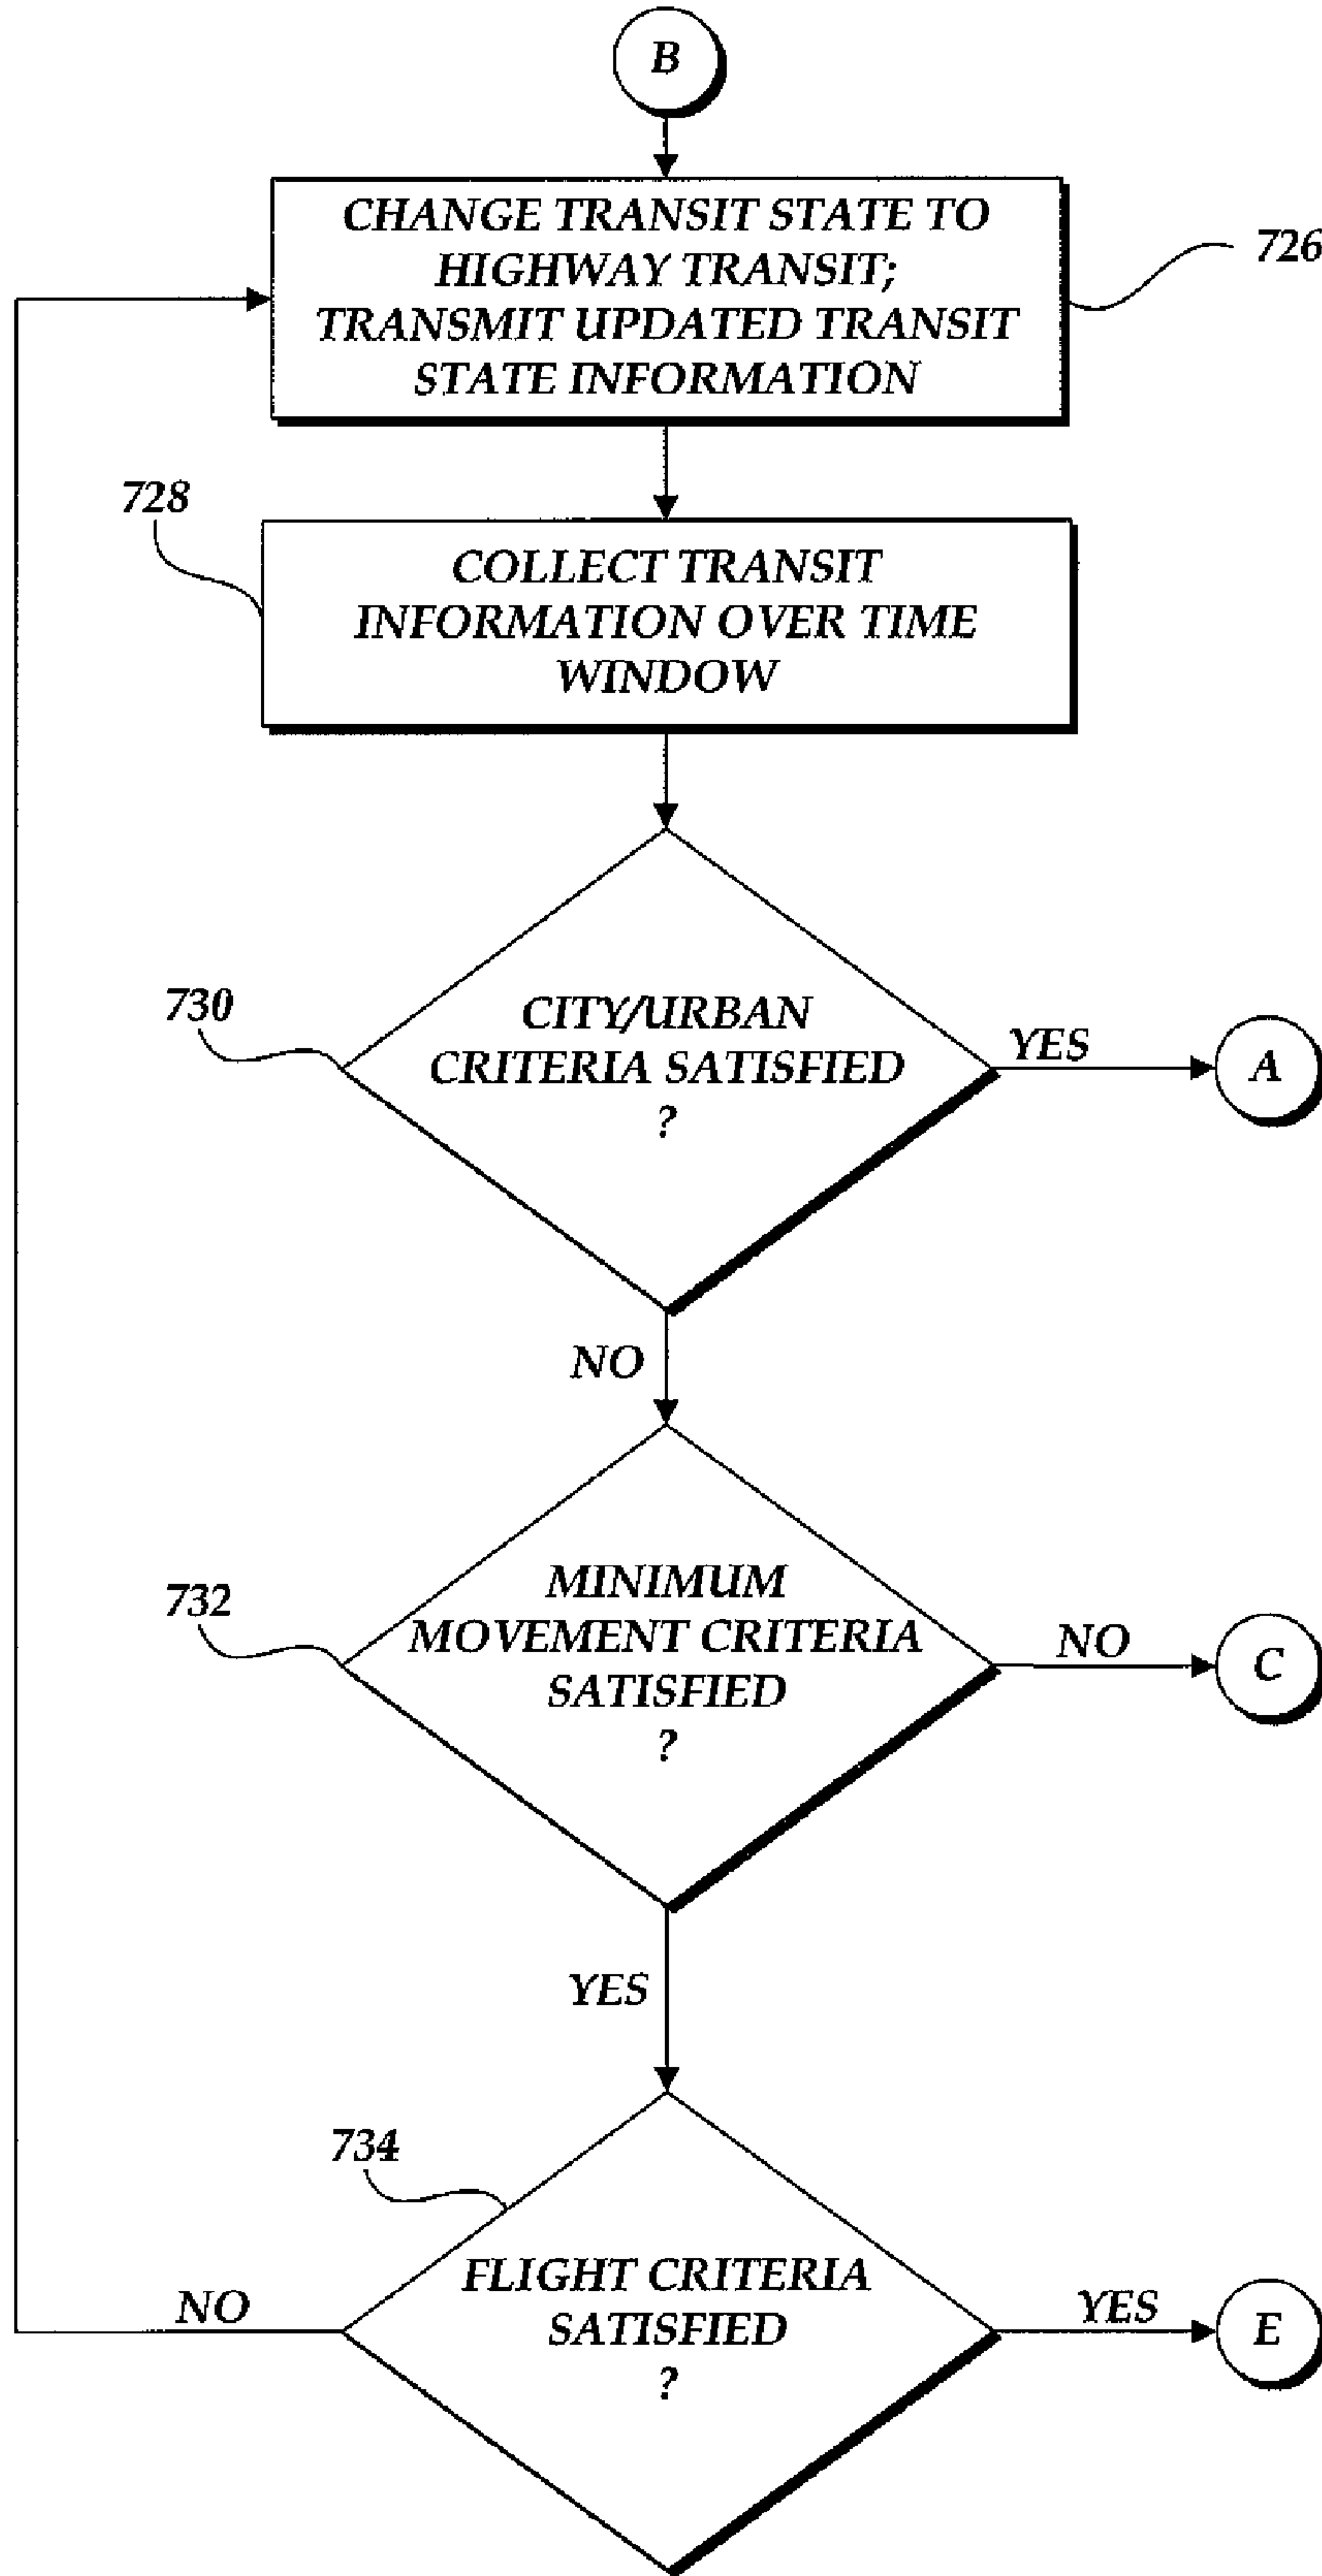 B
CHANGE TRANSIT STATE TO
HIGHWAY TRANSIT;
TRANSMIT UPDATED TRANSIT
STATE INFORMATION
726
728
COLLECT TRANSIT
INFORMATION OVER TIME
WINDOW
730
CITY/URBAN
CRITERIA SATISFIED
?
YES
A
NO
732
MINIMUM
MOVEMENT CRITERIA
SATISFIED
?
NO
C
YES
734
FLIGHT CRITERIA
SATISFIED
?
NO
YES
E